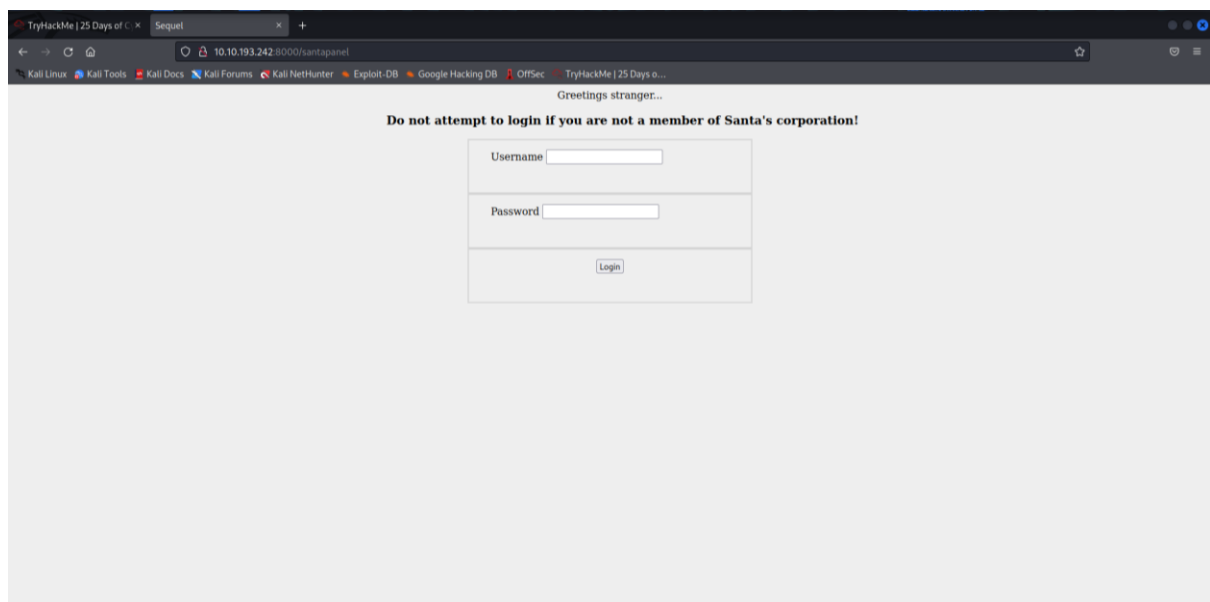 TryHackMe | 25 Days of C
Sequel
10.10.193.242:8000/santapanel
Kali Linux Kali Tools Kali Docs Kali Forums Kali NetHunter Exploit-DB Google Hacking DB OffSec TryHackMe | 25 Days o...
Greetings stranger...
Do not attempt to login if you are not a member of Santa's corporation!
Username
Password
Login